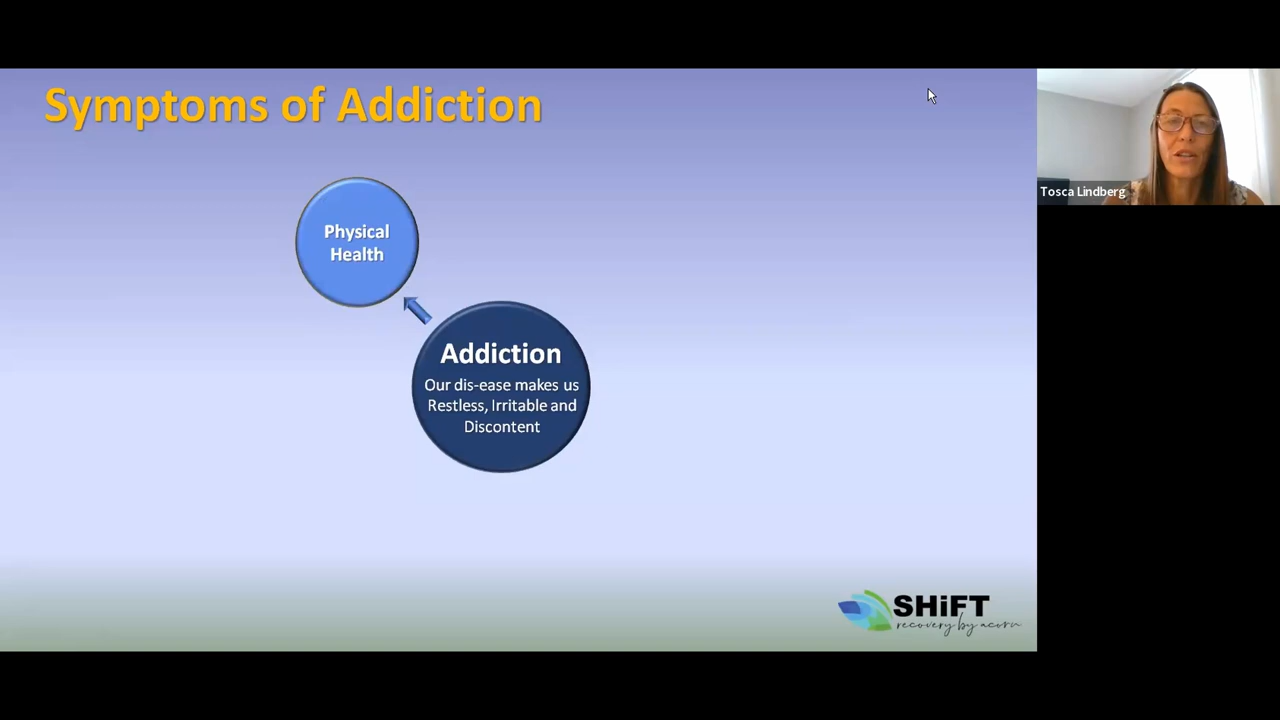 Symptoms of Addiction
Physical
Health
Addiction
Our dis-ease makes us
Restless, Irritable and
Discontent
Tosca Lindberg
SHiFT
recovery by acorn